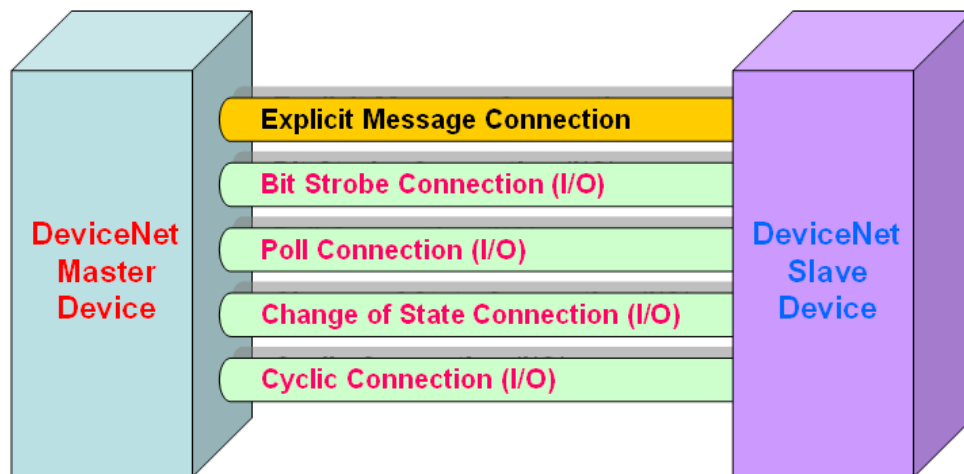 DeviceNet
Master
Device
Explicit Message Connection
Bit Strobe Connection (I/O)
Poll Connection (I/O)
Change of State Connection (I/O)
Cyclic Connection (I/O)
DeviceNet
Slave
Device